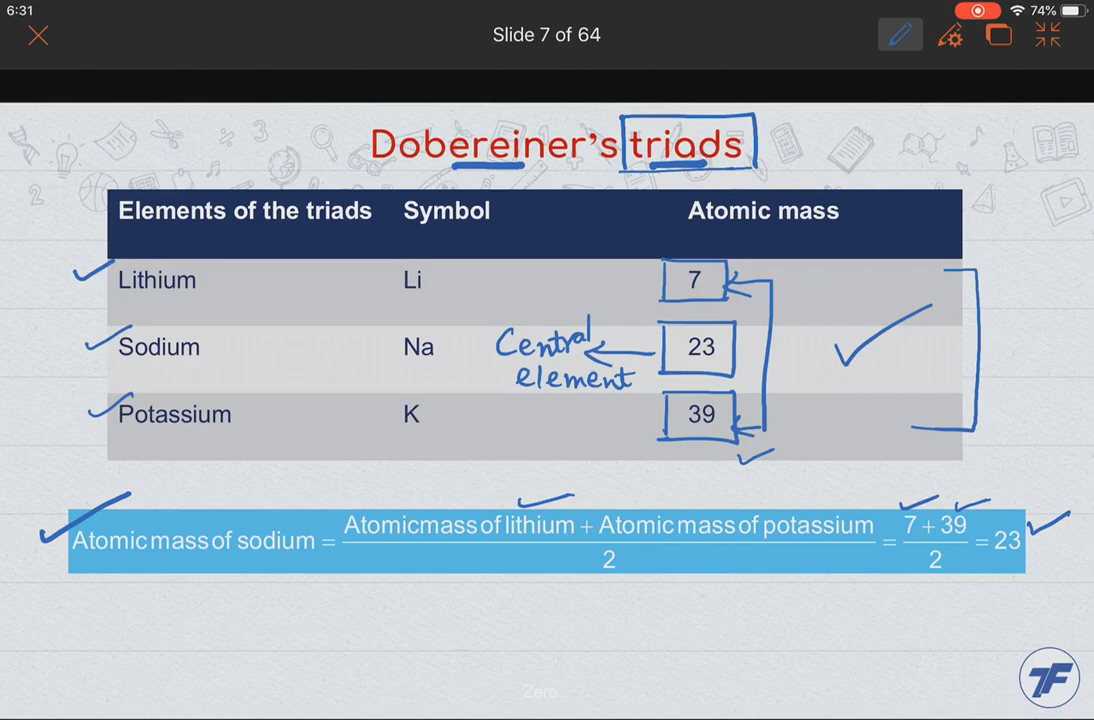 6:31
74%
Slide 7 of 64
Dobereiner's triads
Elements of the triads Symbol Atomic mass
Lithium Li 7
Sodium Na Central element 23
Potassium K 39
Atomic mass of sodium = Atomic mass of lithium + Atomic mass of potassium / 2 = 7 + 39 / 2 = 23
Zero
TF